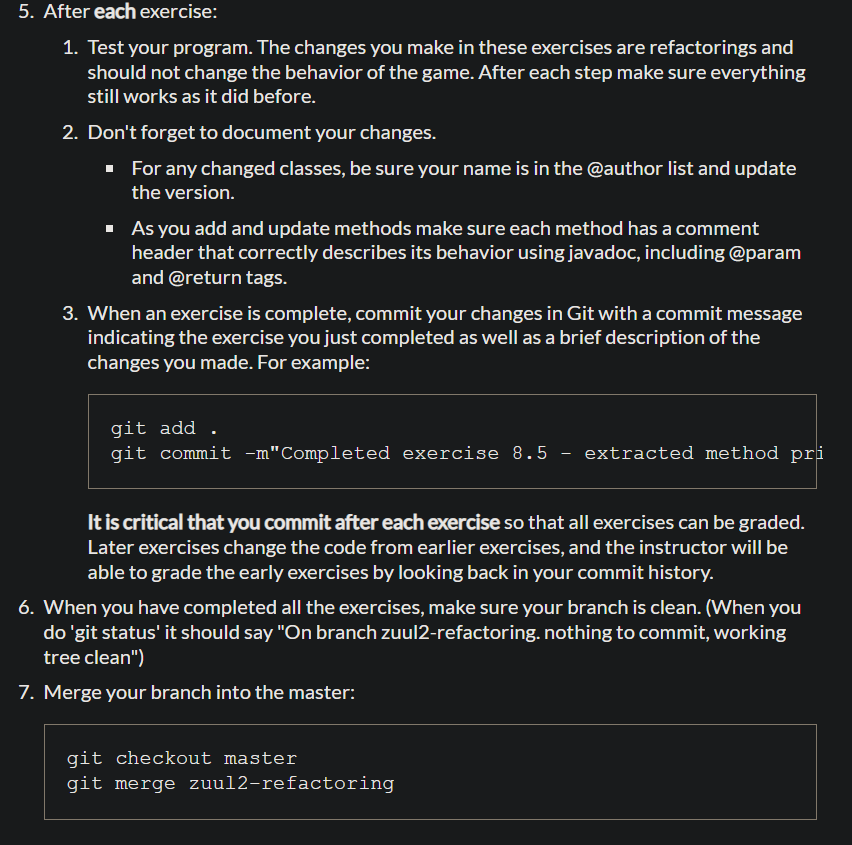 5. After each exercise:
1. Test your program. The changes you make in these exercises are refactorings and
should not change the behavior of the game. After each step make sure everything
still works as it did before.
2. Don't forget to document your changes.
▪ For any changed classes, be sure your name is in the @author list and update
the version.
▪ As you add and update methods make sure each method has a comment
header that correctly describes its behavior using javadoc, including @param
and @return tags.
3. When an exercise is complete, commit your changes in Git with a commit message
indicating the exercise you just completed as well as a brief description of the
changes you made. For example:
git add .
git commit -m"Completed exercise 8.5 - extracted method pri
It is critical that you commit after each exercise so that all exercises can be graded.
Later exercises change the code from earlier exercises, and the instructor will be
able to grade the early exercises by looking back in your commit history.
6. When you have completed all the exercises, make sure your branch is clean. (When you
do 'git status' it should say "On branch zuul2-refactoring. nothing to commit, working
tree clean")
7. Merge your branch into the master:
git checkout master
git merge zuul2-refactoring